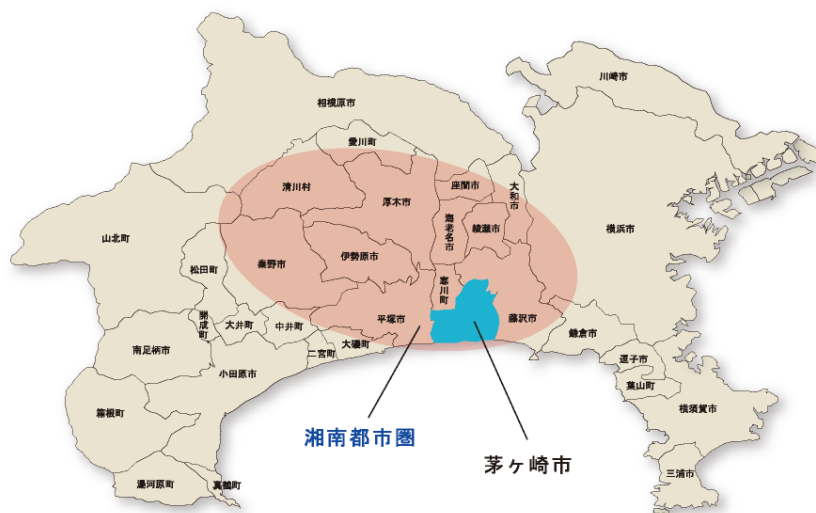 川崎市
相模原市
愛川町
清川村
座間市
大和市
厚木市
海老名市
綾瀬市
横浜市
山北町
伊勢原市
秦野市
松田町
寒川町
開成町
大井町
中井町
平塚市
藤沢市
鎌倉市
大磯町
二宮町
南足柄市
小田原市
逗子市
葉山町
箱根町
横須賀市
湘南都市圏
茅ヶ崎市
三浦市
湯河原町
真鶴町